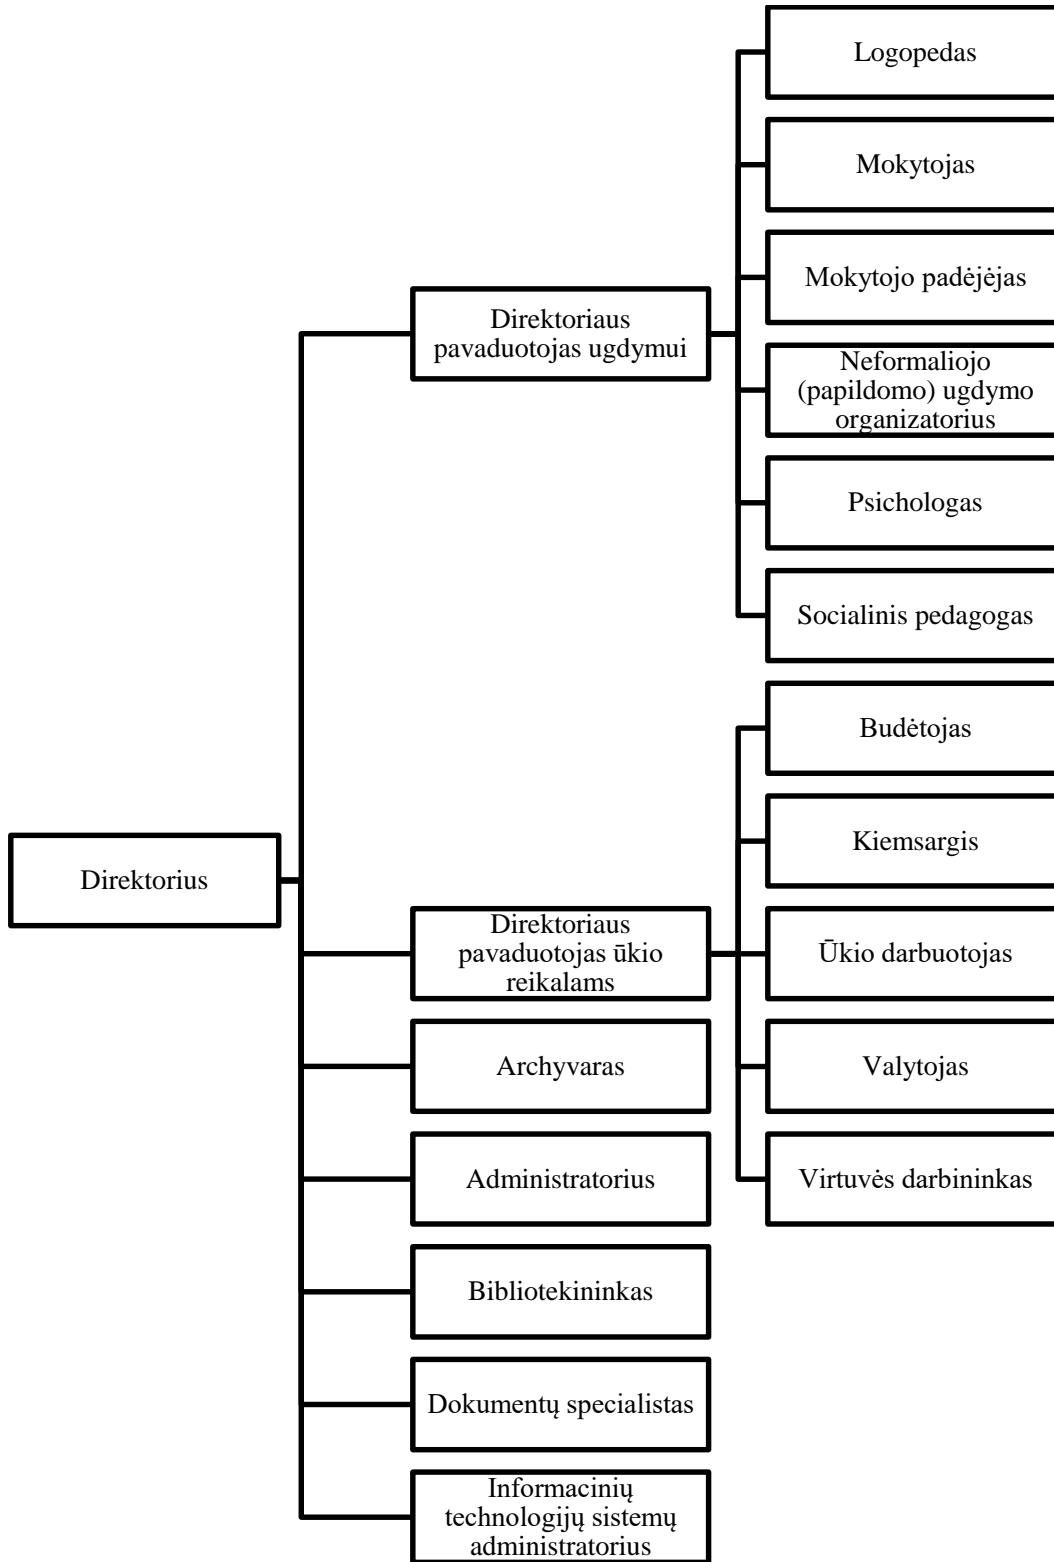 Logopedas
Mokytojas
Mokytojo padėjėjas
Direktoriaus
pavaduotojas ugdymui
Neformaliojo
(papildomo) ugdymo
organizatorius
Psichologas
Socialinis pedagogas
Budėtojas
Kiemsargis
Direktorius
Direktoriaus
pavaduotojas ūkio
reikalams
Ūkio darbuotojas
Archyvaras
Valytojas
Administratorius
Virtuvės darbininkas
Bibliotekininkas
Dokumentų specialistas
Informacinių
technologijų sistemų
administratorius